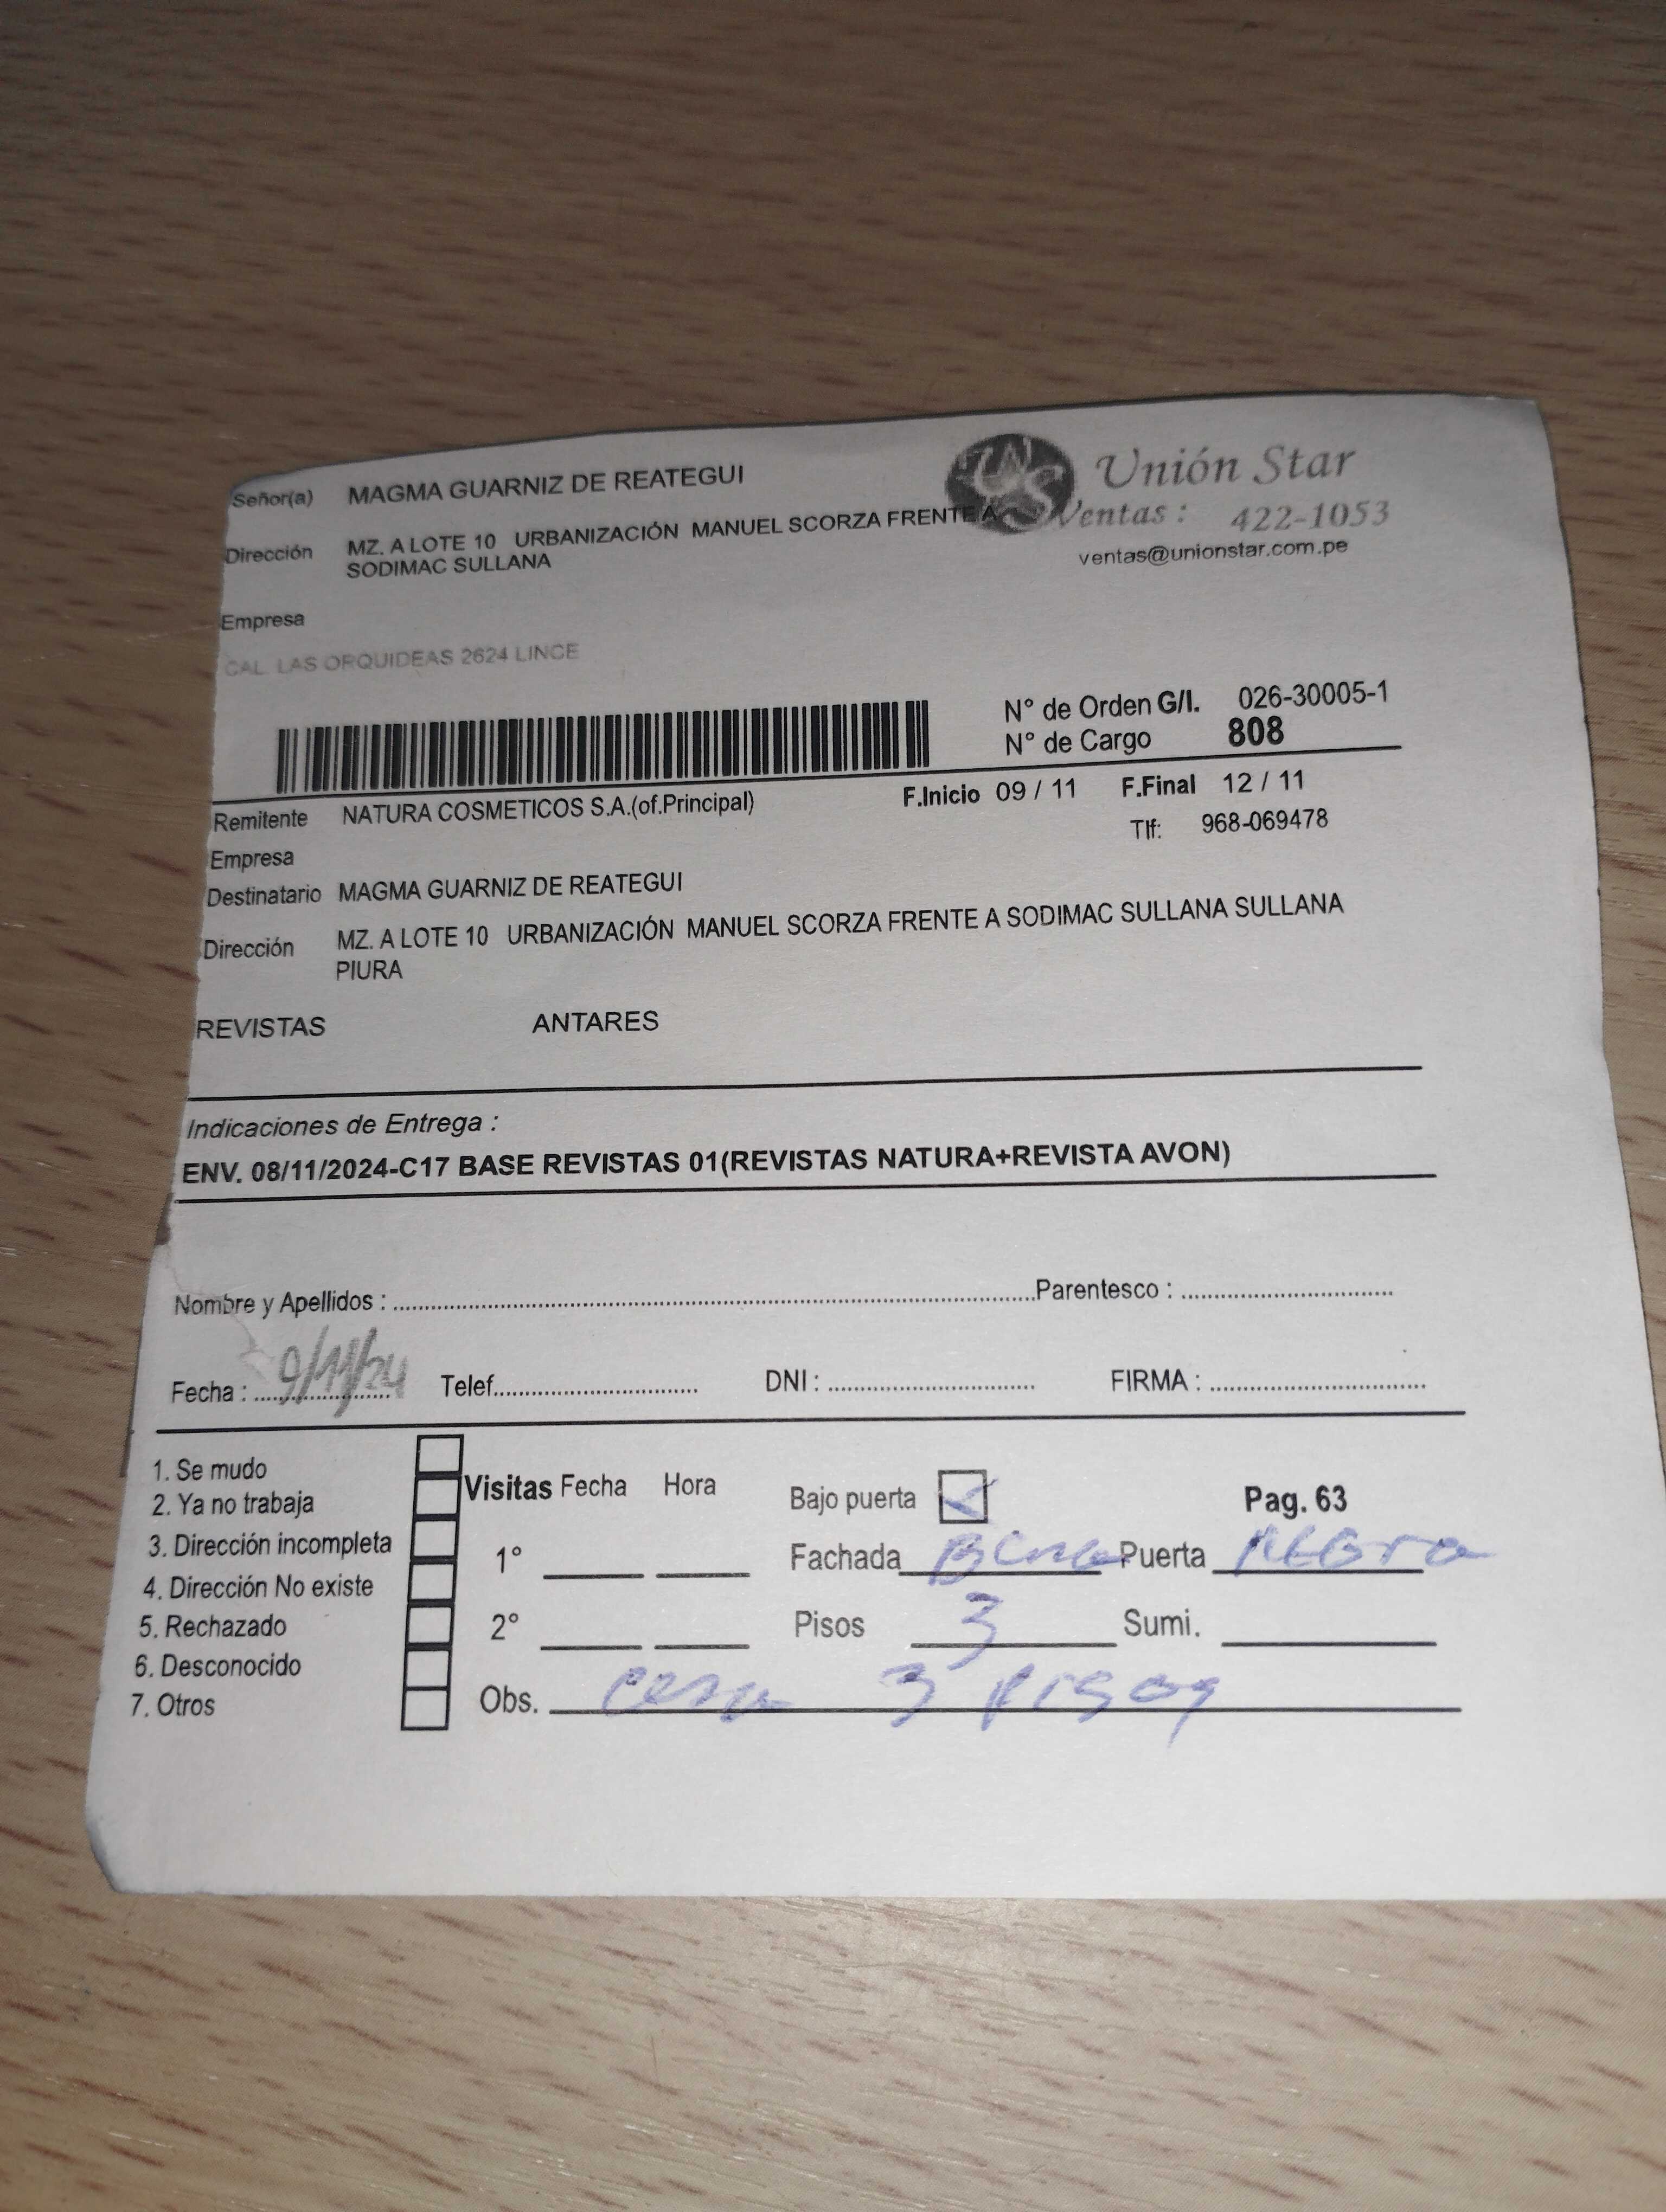 Señor(a) MAGMA GUARNIZ DE REATEGUI
Unión Star
Ventas : 422-1053
ventas@unionstar.com.pe
Dirección MZ. A LOTE 10 URBANIZACIÓN MANUEL SCORZA FRENTE A
SODIMAC SULLANA
Empresa
CAL. LAS ORQUIDEAS 2624 LINCE
N° de Orden G/I. 026-30005-1
N° de Cargo 808
Remitente NATURA COSMETICOS S.A.(of.Principal) F.Inicio 09 / 11 F.Final 12 / 11
Tlf: 968-069478
Empresa
Destinatario MAGMA GUARNIZ DE REATEGUI
Dirección MZ. A LOTE 10 URBANIZACIÓN MANUEL SCORZA FRENTE A SODIMAC SULLANA SULLANA
PIURA
REVISTAS ANTARES
Indicaciones de Entrega :
ENV. 08/11/2024-C17 BASE REVISTAS 01(REVISTAS NATURA+REVISTA AVON)
Nombre y Apellidos : Parentesco :
Fecha : 9/11/24 Telef. DNI : FIRMA :
1. Se mudo
2. Ya no trabaja
3. Dirección incompleta
4. Dirección No existe
5. Rechazado
6. Desconocido
7. Otros
Visitas Fecha Hora
1°
2°
Bajo puerta Pag. 63
Fachada Puerta Negra
Pisos 3 Sumi.
Obs. casa 3 pisos